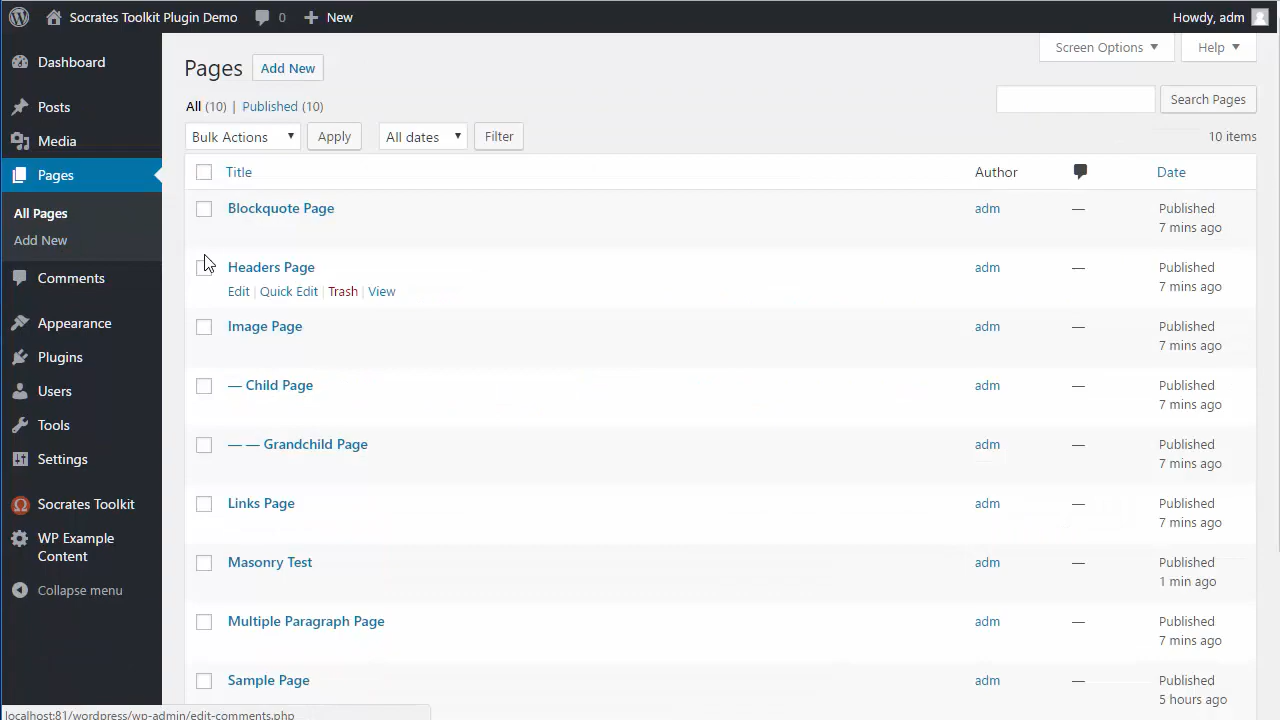 Socrates Toolkit Plugin Demo 0 New Howdy, adm
Dashboard
Posts
Media
Pages
All Pages
Add New
Comments
Appearance
Plugins
Users
Tools
Settings
Socrates Toolkit
WP Example
Content
Collapse menu
Screen Options Help
Pages Add New
All (10) | Published (10)
Search Pages
Bulk Actions Apply All dates Filter 10 items
Title Author Date
Blockquote Page adm — Published
7 mins ago
Headers Page adm — Published
7 mins ago
Edit | Quick Edit | Trash | View
Image Page adm — Published
7 mins ago
— Child Page adm — Published
7 mins ago
— — Grandchild Page adm — Published
7 mins ago
Links Page adm — Published
7 mins ago
Masonry Test adm — Published
1 min ago
Multiple Paragraph Page adm — Published
7 mins ago
Sample Page adm — Published
5 hours ago
localhost:81/wordpress/wp-admin/edit-comments.php